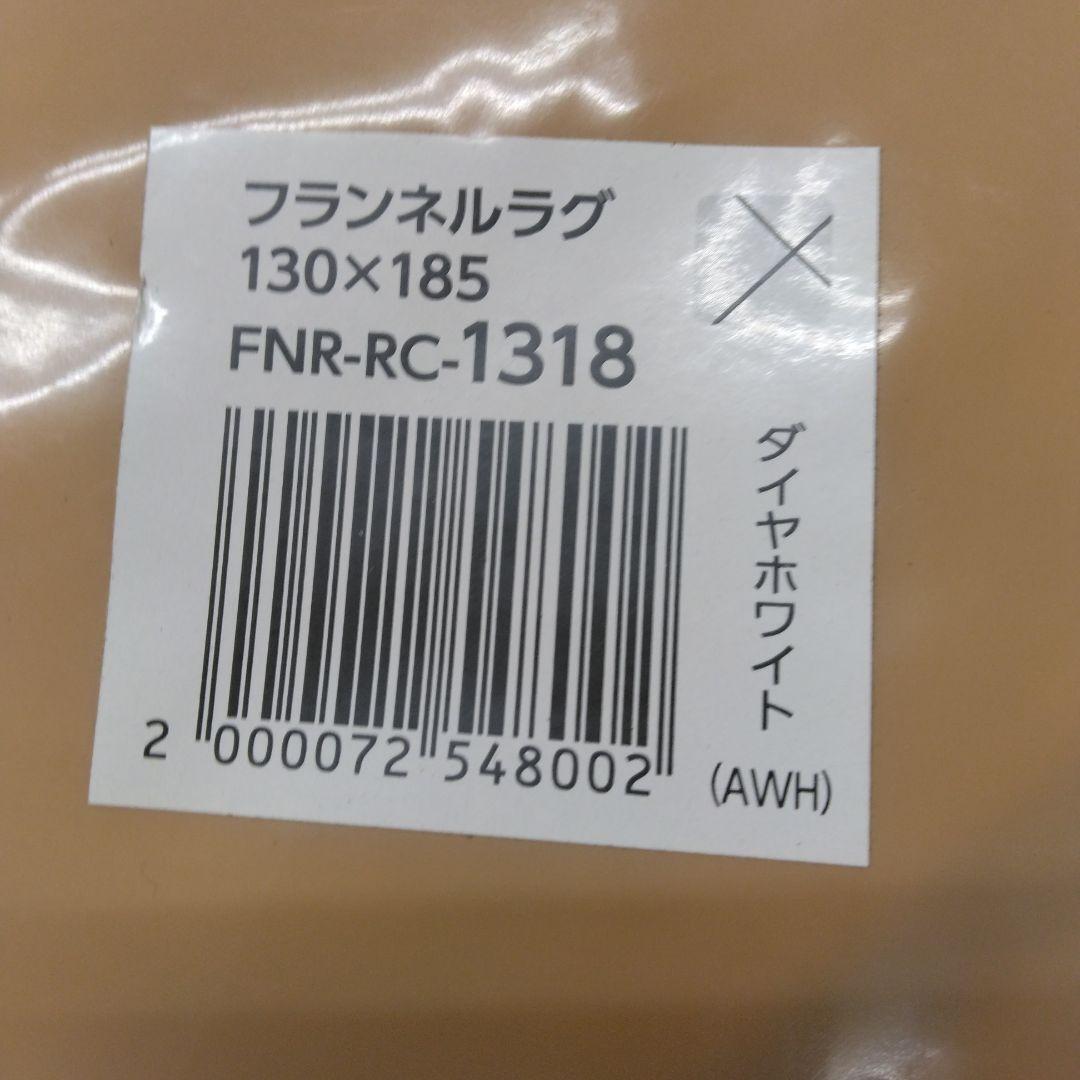 フランネルラグ
130×185
FNR-RC-1318
ダイヤホワイト
(AWH)
2 000072 548002